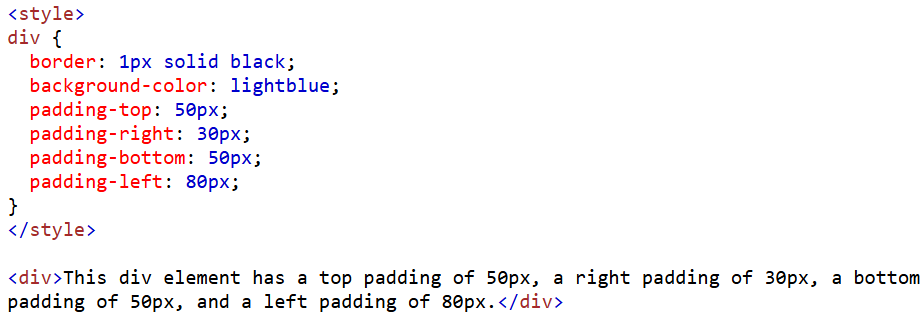 <style>
div {
  border: 1px solid black;
  background-color: lightblue;
  padding-top: 50px;
  padding-right: 30px;
  padding-bottom: 50px;
  padding-left: 80px;
}
</style>

<div>This div element has a top padding of 50px, a right padding of 30px, a bottom
padding of 50px, and a left padding of 80px.</div>